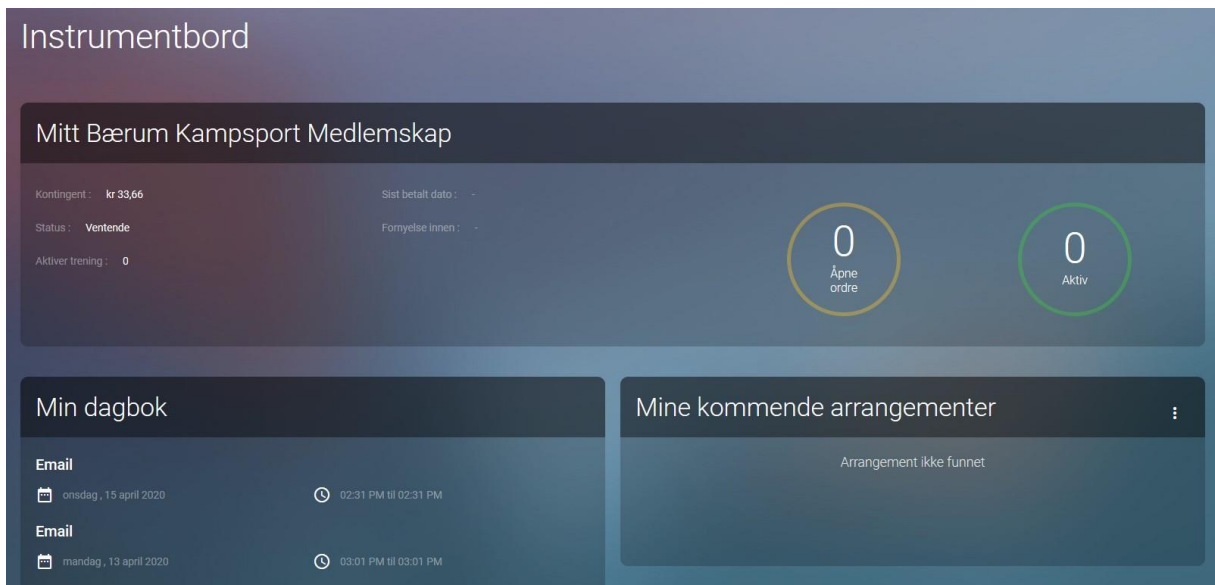 Instrumentbord
Mitt Bærum Kampsport Medlemskap
Kontingent : kr 33,66
Sist betalt dato : -
Status : Ventende
Fornyelse innen : -
Aktiver trening : 0
0
Åpne
ordre
0
Aktiv
Min dagbok
Email
onsdag , 15 april 2020
02:31 PM til 02:31 PM
Email
mandag , 13 april 2020
03:01 PM til 03:01 PM
Mine kommende arrangementer
Arrangement ikke funnet